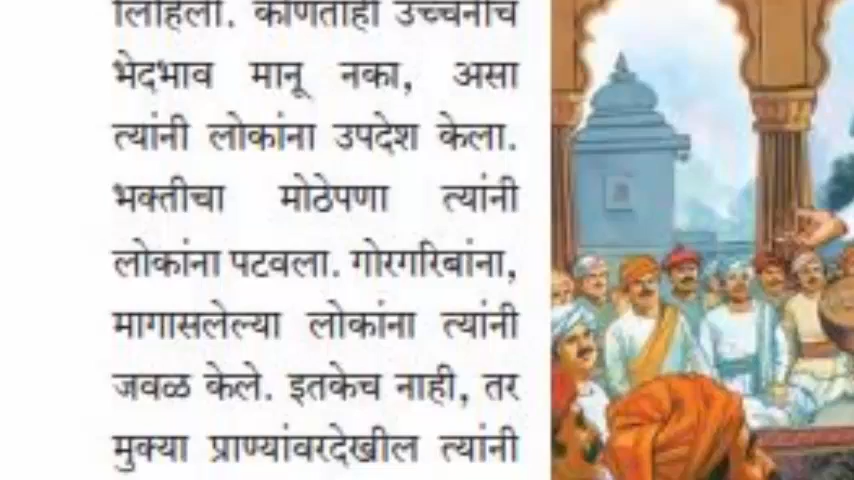 लिहिली. कोणताही उच्चनीच
भेदभाव मानू नका, असा
त्यांनी लोकांना उपदेश केला.
भक्तीचा मोठेपणा त्यांनी
लोकांना पटवला. गोरगरिबांना,
मागासलेल्या लोकांना त्यांनी
जवळ केले. इतकेच नाही, तर
मुक्या प्राण्यांवरदेखील त्यांनी